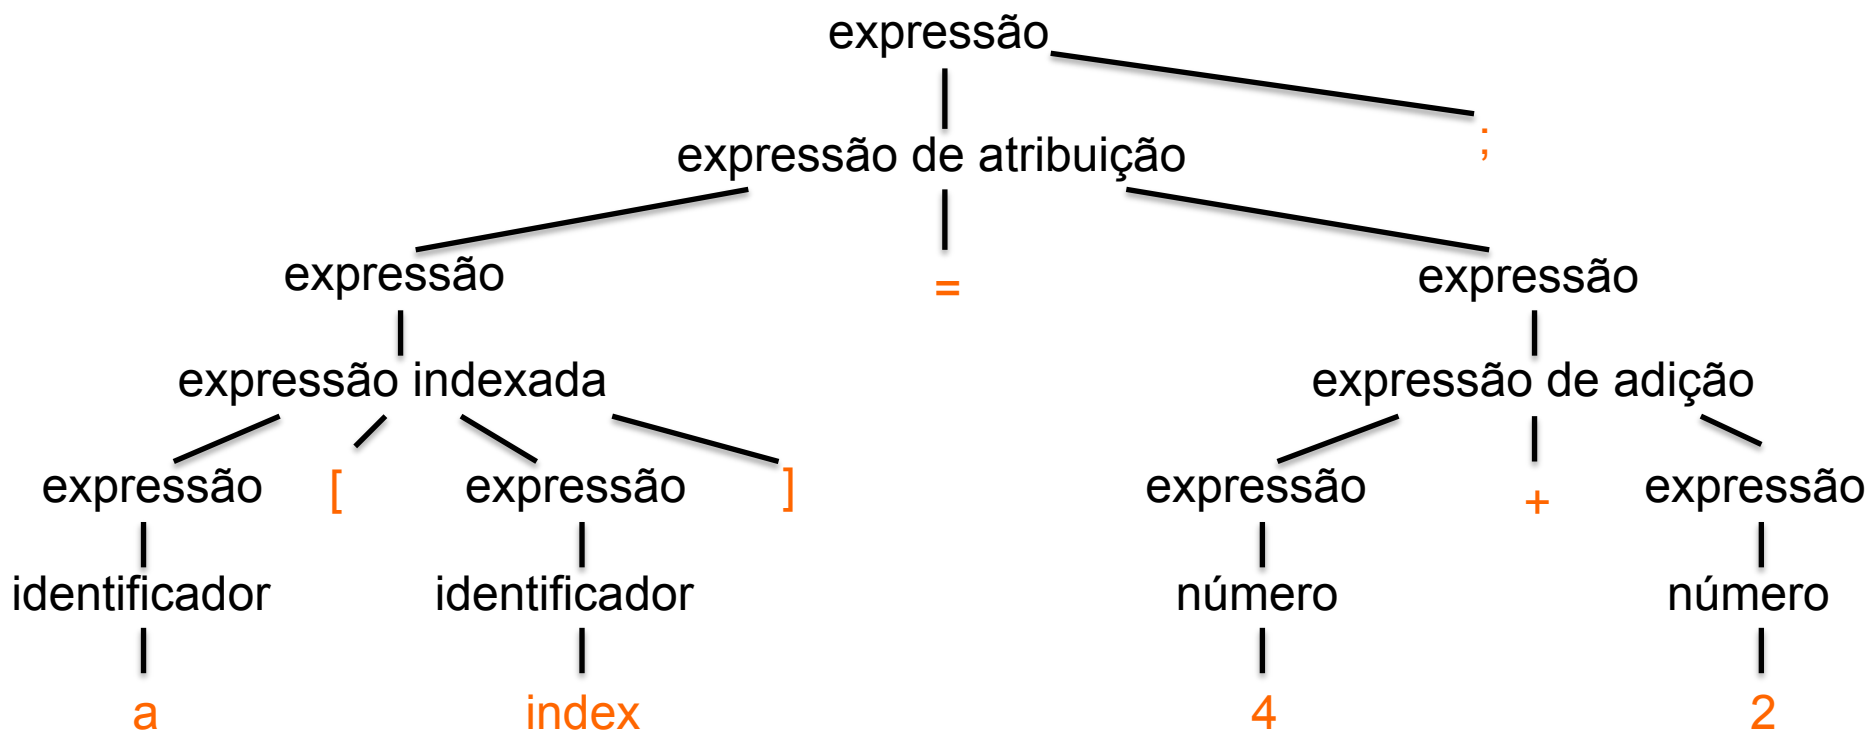 expressão
expressão de atribuição ;
expressão = expressão
expressão indexada expressão de adição
expressão [ expressão ] expressão + expressão
identificador identificador número número
a index 4 2